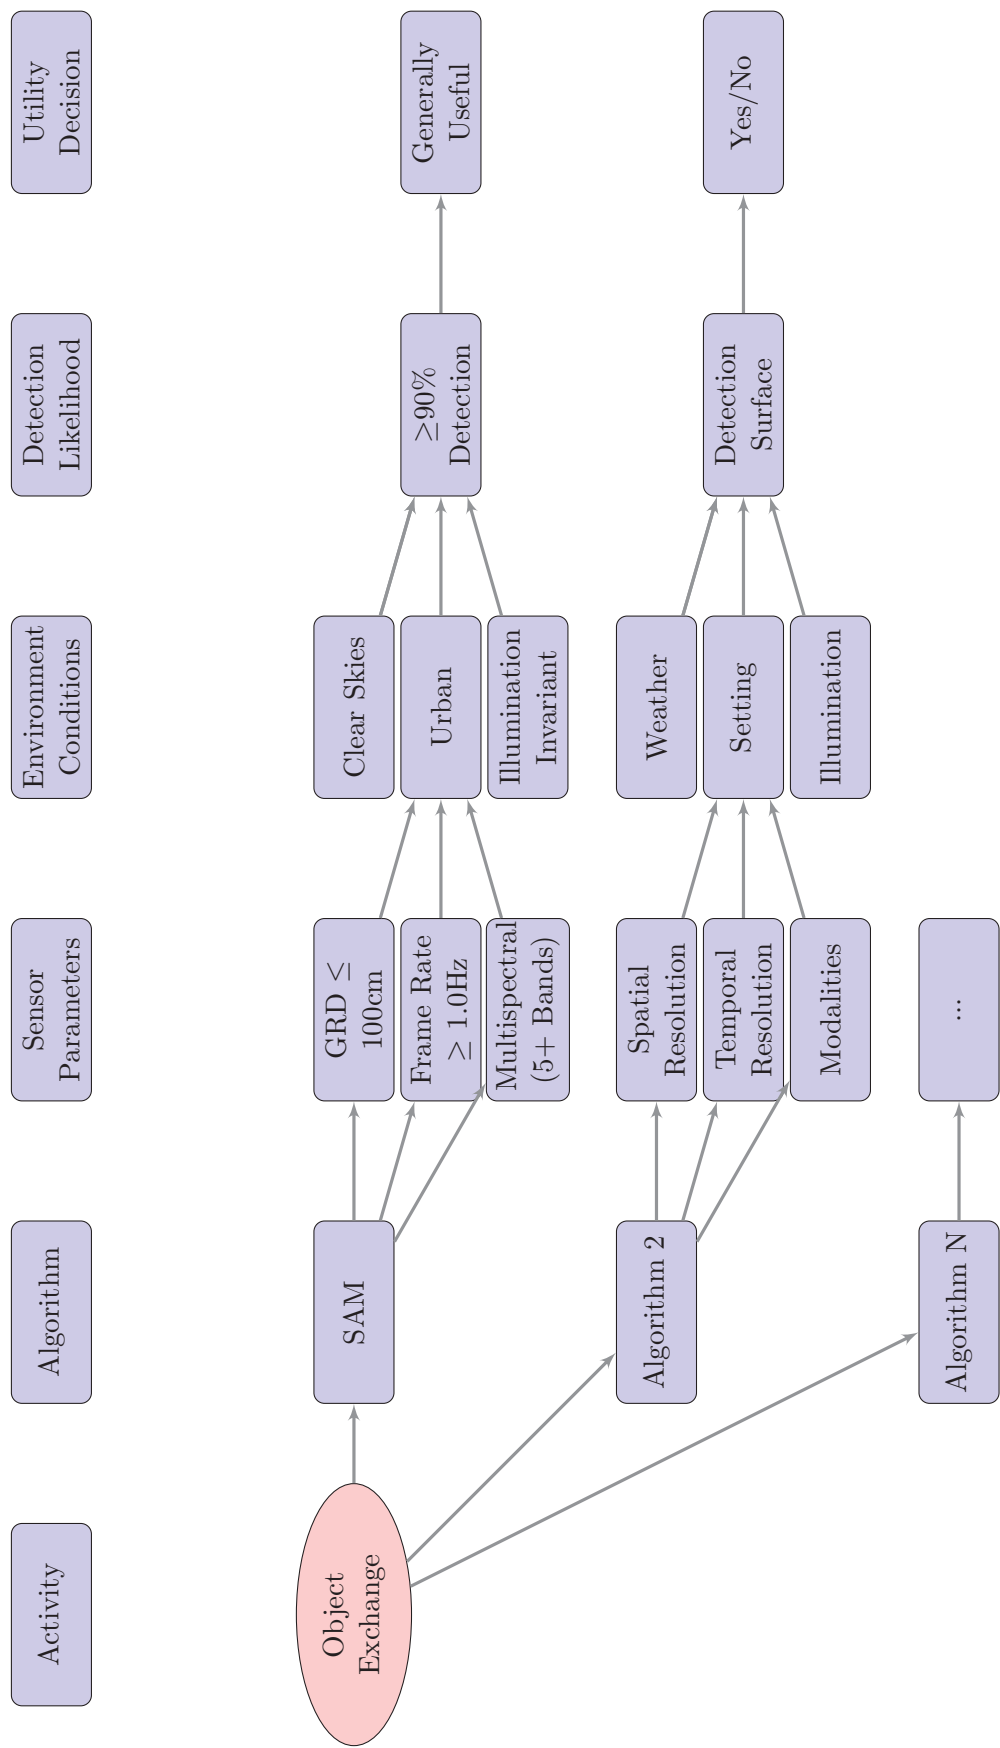 Activity
Algorithm
Sensor
Parameters
Environment
Conditions
Detection
Likelihood
Utility
Decision
Object
Exchange
SAM
GRD ≤
100cm
Frame Rate
≥ 1.0Hz
Multispectral
(5+ Bands)
Clear Skies
Urban
Illumination
Invariant
≥90%
Detection
Generally
Useful
Algorithm 2
Spatial
Resolution
Temporal
Resolution
Modalities
Weather
Setting
Illumination
Detection
Surface
Yes/No
Algorithm N
...